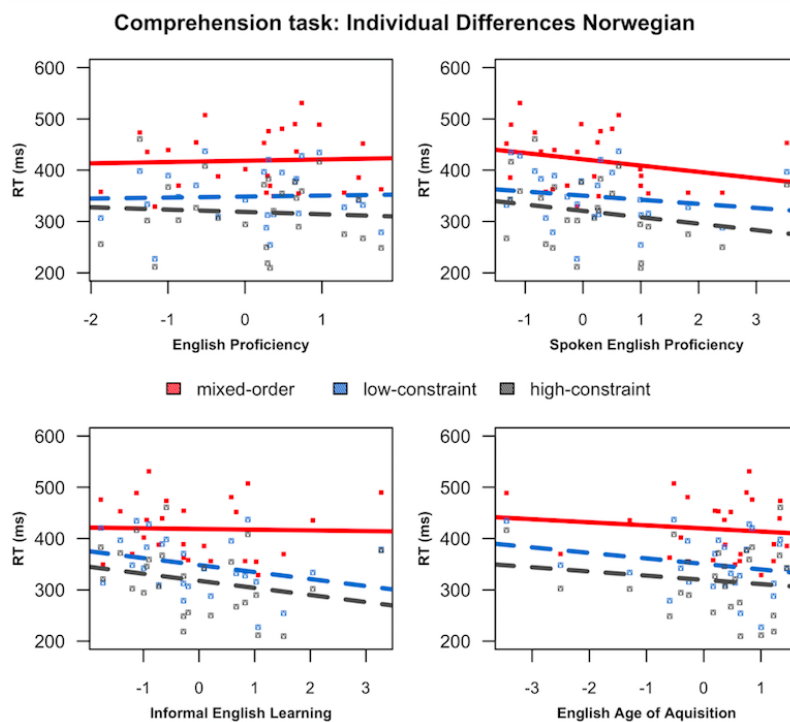 Comprehension task: Individual Differences Norwegian
600
500
400
300
200
RT (ms)
-2 -1 0 1
English Proficiency
600
500
400
300
200
RT (ms)
-1 0 1 2 3
Spoken English Proficiency
mixed-order low-constraint high-constraint
600
500
400
300
200
RT (ms)
-1 0 1 2 3
Informal English Learning
600
500
400
300
200
RT (ms)
-3 -2 -1 0 1
English Age of Aquisition